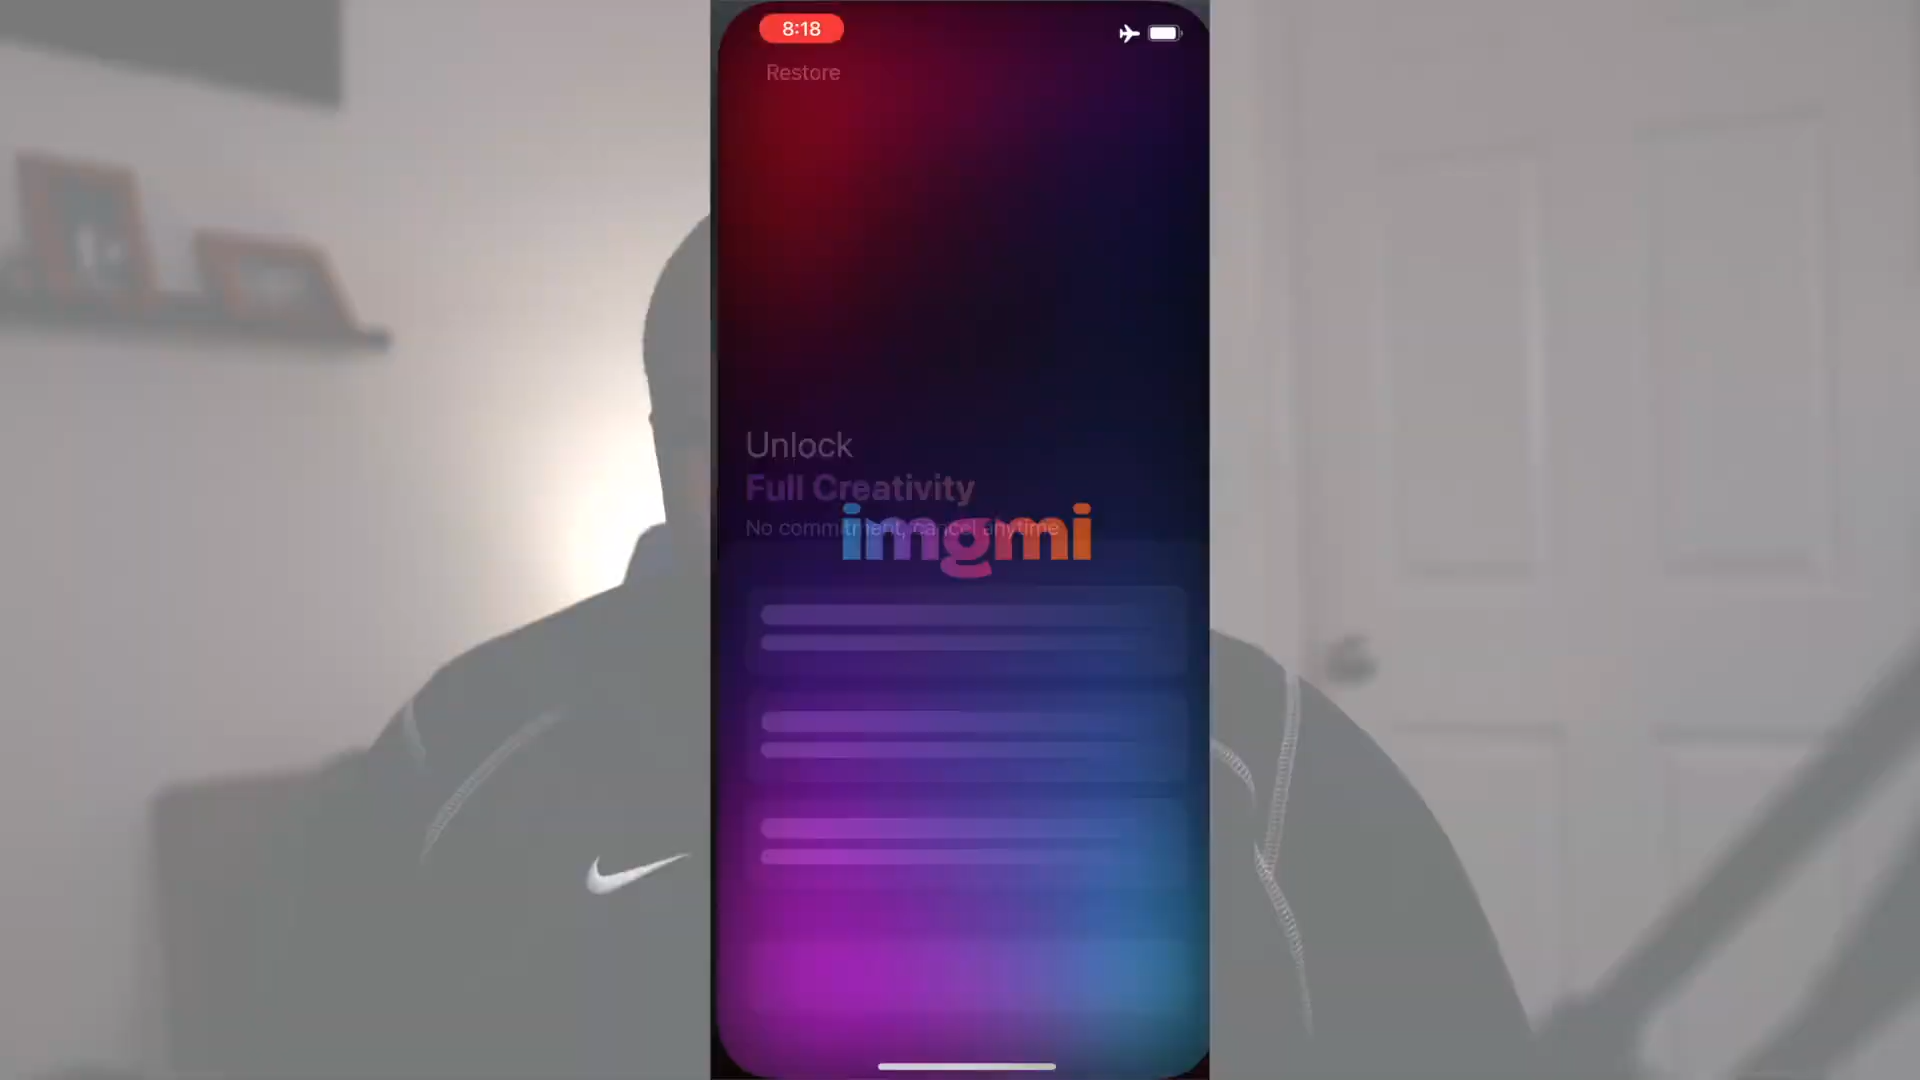 8:18
Restore
Unlock
Full Creativity
No commitment, cancel anytime
imgmi